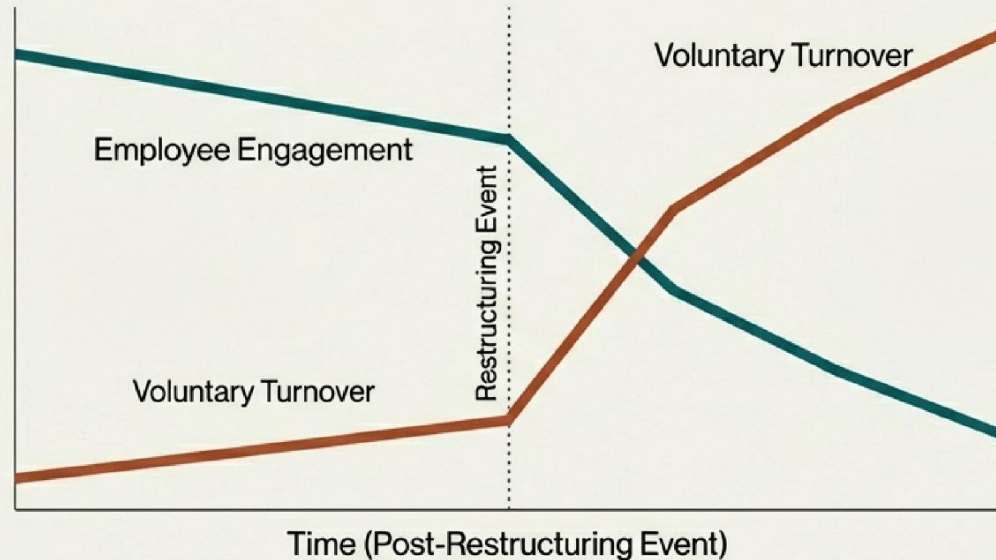 Voluntary Turnover
Employee Engagement
Restructuring Event
Voluntary Turnover
Time (Post-Restructuring Event)